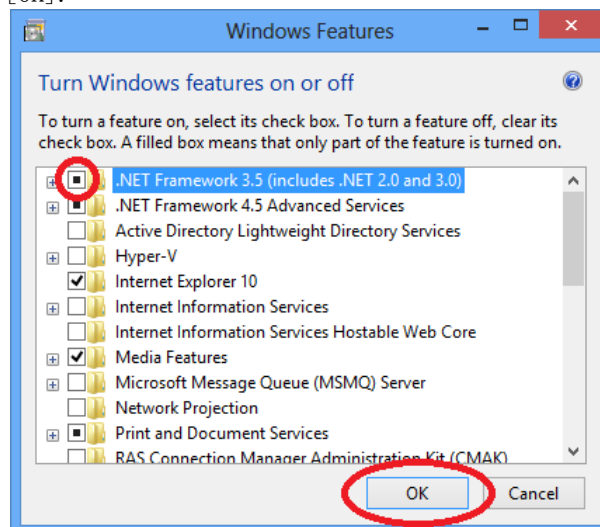 [OK].
Windows Features
Turn Windows features on or off
To turn a feature on, select its check box. To turn a feature off, clear its
check box. A filled box means that only part of the feature is turned on.
.NET Framework 3.5 (includes .NET 2.0 and 3.0)
.NET Framework 4.5 Advanced Services
Active Directory Lightweight Directory Services
Hyper-V
Internet Explorer 10
Internet Information Services
Internet Information Services Hostable Web Core
Media Features
Microsoft Message Queue (MSMQ) Server
Network Projection
Print and Document Services
RAS Connection Manager Administration Kit (CMAK)
OK Cancel